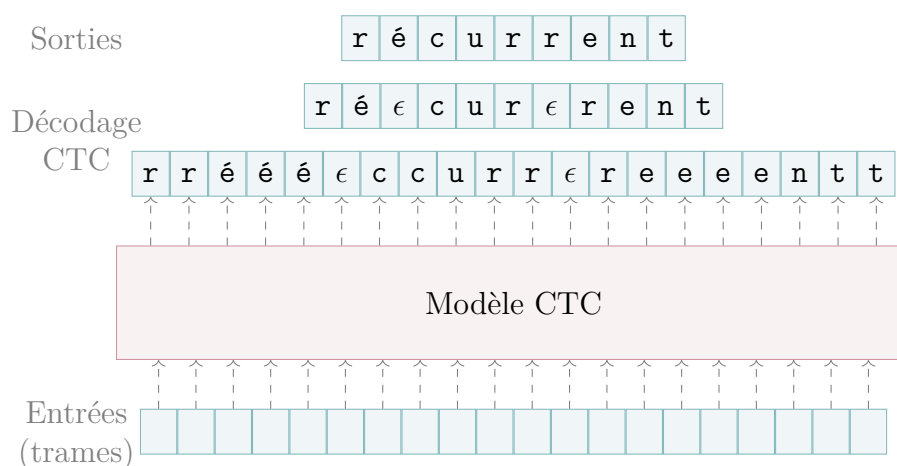 Sorties
r é c u r r e n t
r é ϵ c u r ϵ r e n t
Décodage
CTC
r r é é é ϵ c c u r r ϵ r e e e e n t t
Modèle CTC
Entrées
(trames)